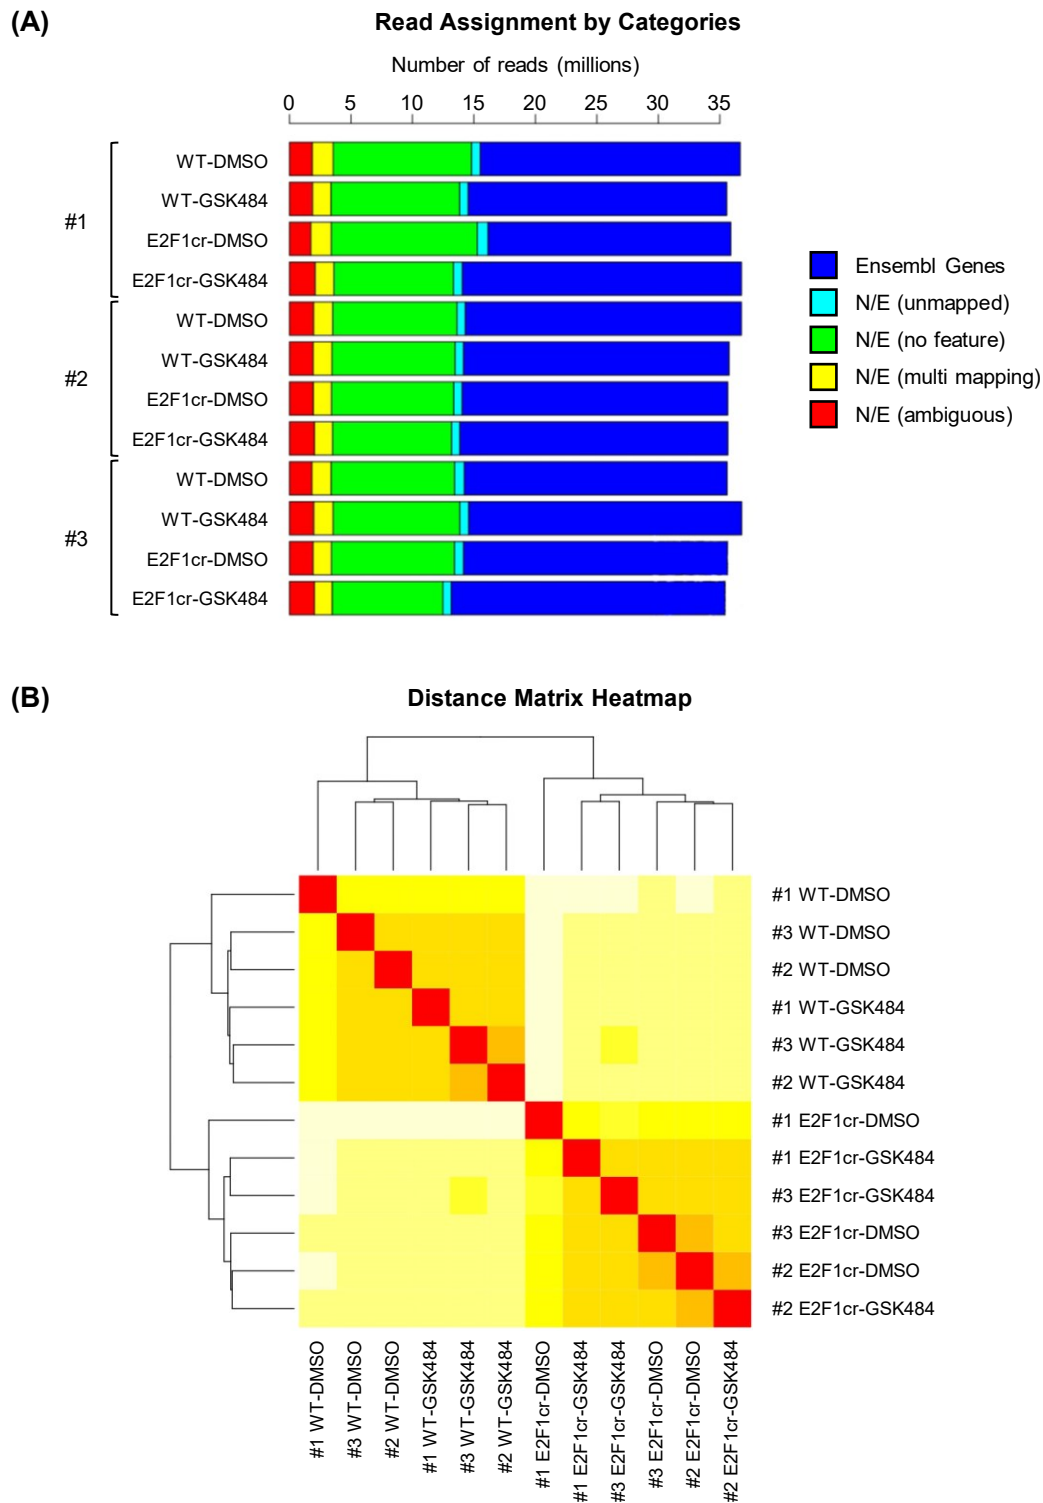 (A)
Read Assignment by Categories
Number of reads (millions)
0 5 10 15 20 25 30 35
#1
WT-DMSO
WT-GSK484
E2F1cr-DMSO
E2F1cr-GSK484
#2
WT-DMSO
WT-GSK484
E2F1cr-DMSO
E2F1cr-GSK484
#3
WT-DMSO
WT-GSK484
E2F1cr-DMSO
E2F1cr-GSK484
Ensembl Genes
N/E (unmapped)
N/E (no feature)
N/E (multi mapping)
N/E (ambiguous)
(B)
Distance Matrix Heatmap
#1 WT-DMSO
#3 WT-DMSO
#2 WT-DMSO
#1 WT-GSK484
#3 WT-GSK484
#2 WT-GSK484
#1 E2F1cr-DMSO
#1 E2F1cr-GSK484
#3 E2F1cr-GSK484
#3 E2F1cr-DMSO
#2 E2F1cr-DMSO
#2 E2F1cr-GSK484
#1 WT-DMSO
#3 WT-DMSO
#2 WT-DMSO
#1 WT-GSK484
#3 WT-GSK484
#2 WT-GSK484
#1 E2F1cr-DMSO
#1 E2F1cr-GSK484
#3 E2F1cr-GSK484
#3 E2F1cr-DMSO
#2 E2F1cr-DMSO
#2 E2F1cr-GSK484